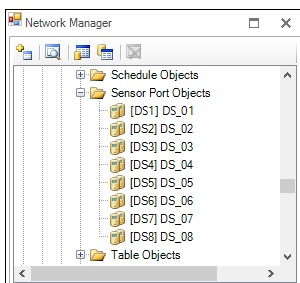 Network Manager
Schedule Objects
Sensor Port Objects
[DS1] DS_01
[DS2] DS_02
[DS3] DS_03
[DS4] DS_04
[DS5] DS_05
[DS6] DS_06
[DS7] DS_07
[DS8] DS_08
Table Objects